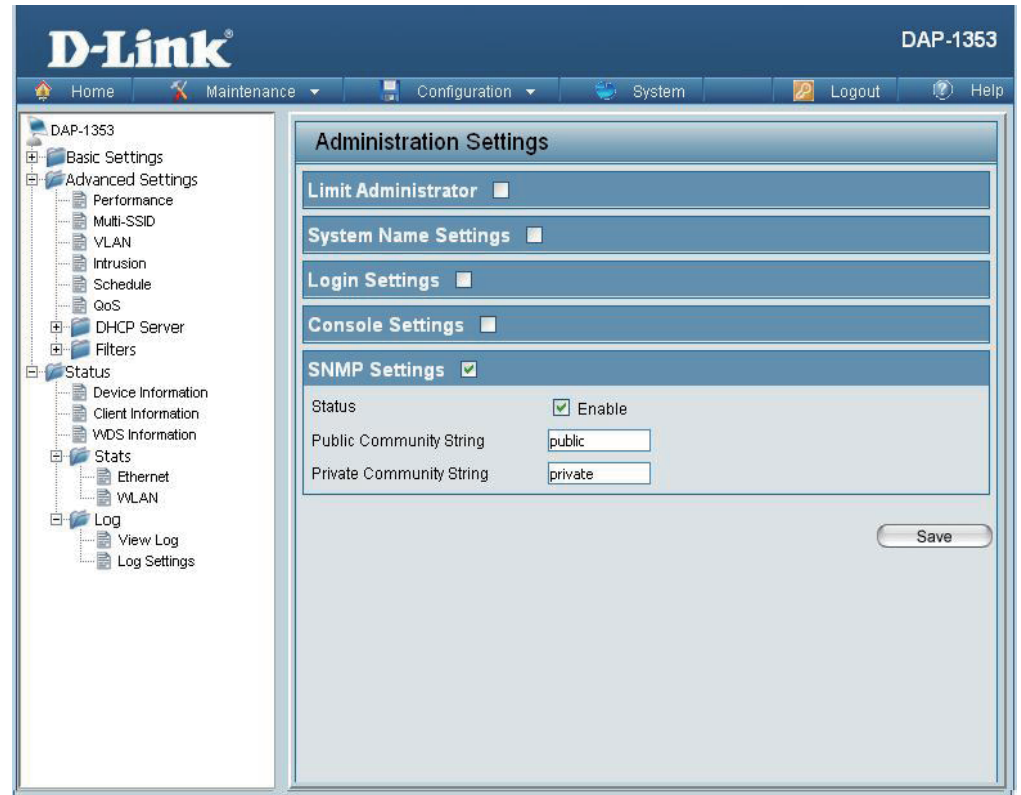 D-Link®
DAP-1353
Home Maintenance Configuration System Logout Help
DAP-1353
Basic Settings
Advanced Settings
Performance
Multi-SSID
VLAN
Intrusion
Schedule
QoS
DHCP Server
Filters
Status
Device Information
Client Information
WDS Information
Stats
Ethernet
WLAN
Log
View Log
Log Settings
Administration Settings
Limit Administrator
System Name Settings
Login Settings
Console Settings
SNMP Settings
Status Enable
Public Community String public
Private Community String private
Save